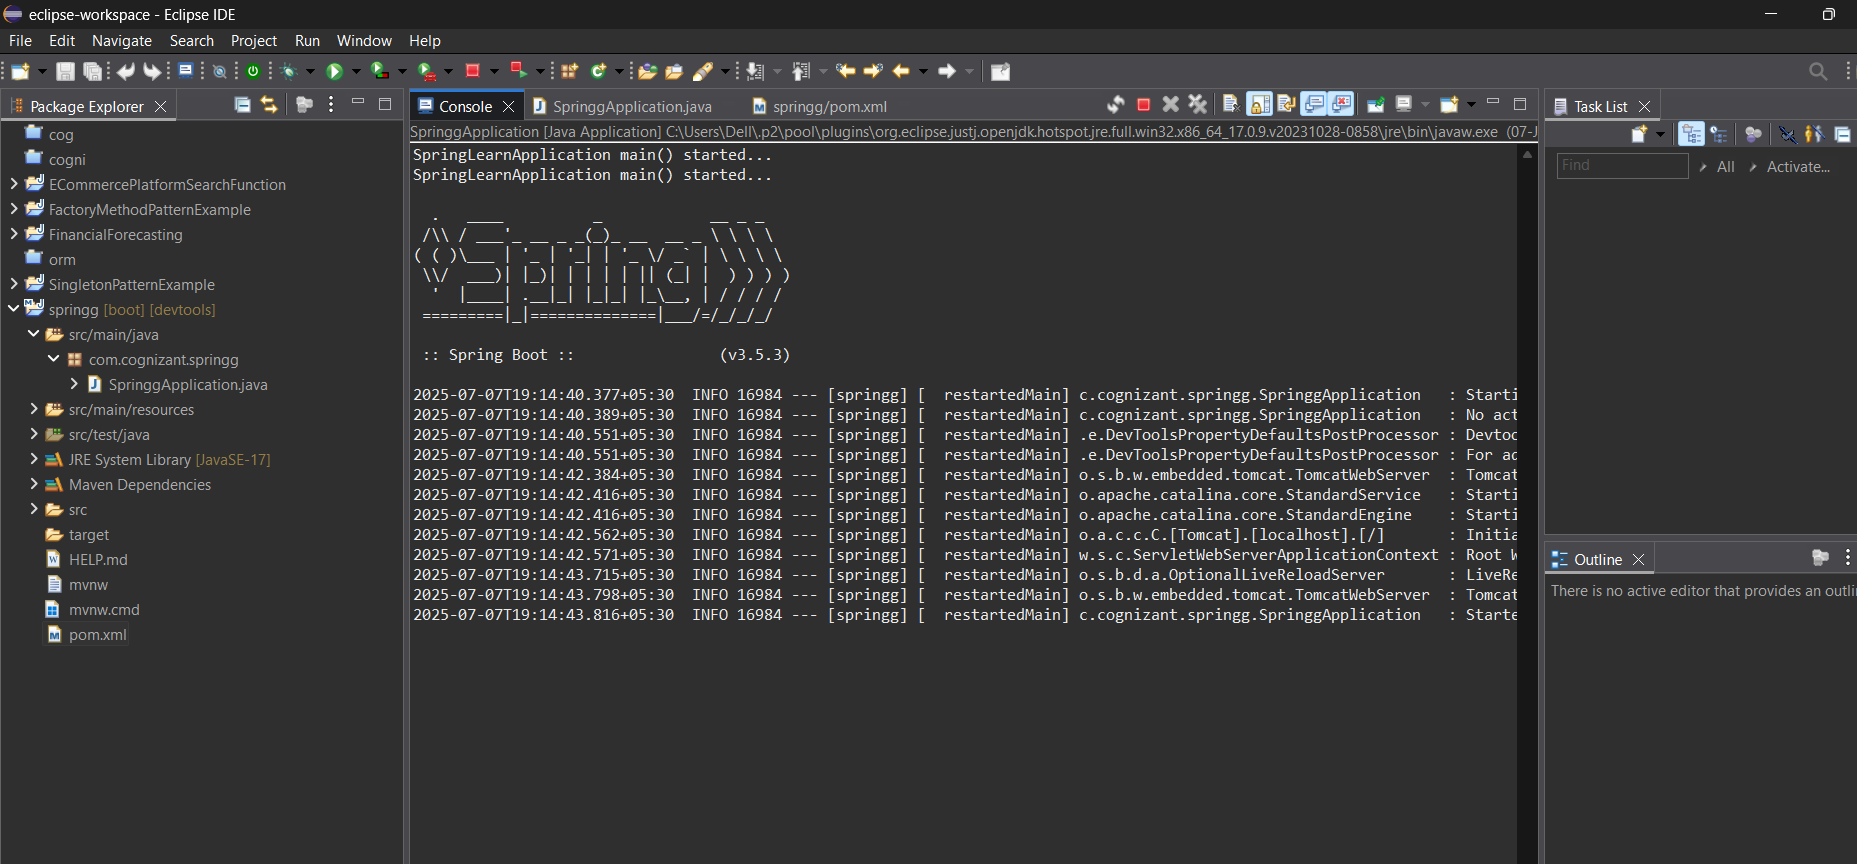 eclipse-workspace - Eclipse IDE
File Edit Navigate Search Project Run Window Help
Package Explorer
cog
cogni
ECommercePlatformSearchFunction
FactoryMethodPatternExample
FinancialForecasting
orm
SingletonPatternExample
springg [boot] [devtools]
src/main/java
com.cognizant.springg
SpringgApplication.java
src/main/resources
src/test/java
JRE System Library [JavaSE-17]
Maven Dependencies
src
target
HELP.md
mvnw
mvnw.cmd
pom.xml
Console SpringgApplication.java springg/pom.xml
SpringgApplication [Java Application] C:\Users\Dell\.p2\pool\plugins\org.eclipse.justj.openjdk.hotspot.jre.full.win32.x86_64_17.0.9.v20231028-0858\jre\bin\javaw.exe (07-J
SpringLearnApplication main() started...
SpringLearnApplication main() started...
Spring
:: Spring Boot :: (v3.5.3)
2025-07-07T19:14:40.377+05:30 INFO 16984 --- [springg] [ restartedMain] c.cognizant.springg.SpringgApplication : Starti
2025-07-07T19:14:40.389+05:30 INFO 16984 --- [springg] [ restartedMain] c.cognizant.springg.SpringgApplication : No act
2025-07-07T19:14:40.551+05:30 INFO 16984 --- [springg] [ restartedMain] .e.DevToolsPropertyDefaultsPostProcessor : Devtoo
2025-07-07T19:14:40.551+05:30 INFO 16984 --- [springg] [ restartedMain] .e.DevToolsPropertyDefaultsPostProcessor : For ad
2025-07-07T19:14:42.384+05:30 INFO 16984 --- [springg] [ restartedMain] o.s.b.w.embedded.tomcat.TomcatWebServer : Tomcat
2025-07-07T19:14:42.416+05:30 INFO 16984 --- [springg] [ restartedMain] o.apache.catalina.core.StandardService : Starti
2025-07-07T19:14:42.416+05:30 INFO 16984 --- [springg] [ restartedMain] o.apache.catalina.core.StandardEngine : Starti
2025-07-07T19:14:42.562+05:30 INFO 16984 --- [springg] [ restartedMain] o.a.c.c.C.[Tomcat].[localhost].[/] : Initia
2025-07-07T19:14:42.571+05:30 INFO 16984 --- [springg] [ restartedMain] w.s.c.ServletWebServerApplicationContext : Root W
2025-07-07T19:14:43.715+05:30 INFO 16984 --- [springg] [ restartedMain] o.s.b.d.a.OptionalLiveReloadServer : LiveRe
2025-07-07T19:14:43.798+05:30 INFO 16984 --- [springg] [ restartedMain] o.s.b.w.embedded.tomcat.TomcatWebServer : Tomcat
2025-07-07T19:14:43.816+05:30 INFO 16984 --- [springg] [ restartedMain] c.cognizant.springg.SpringgApplication : Starte
Task List
Find All Activate...
Outline
There is no active editor that provides an outli